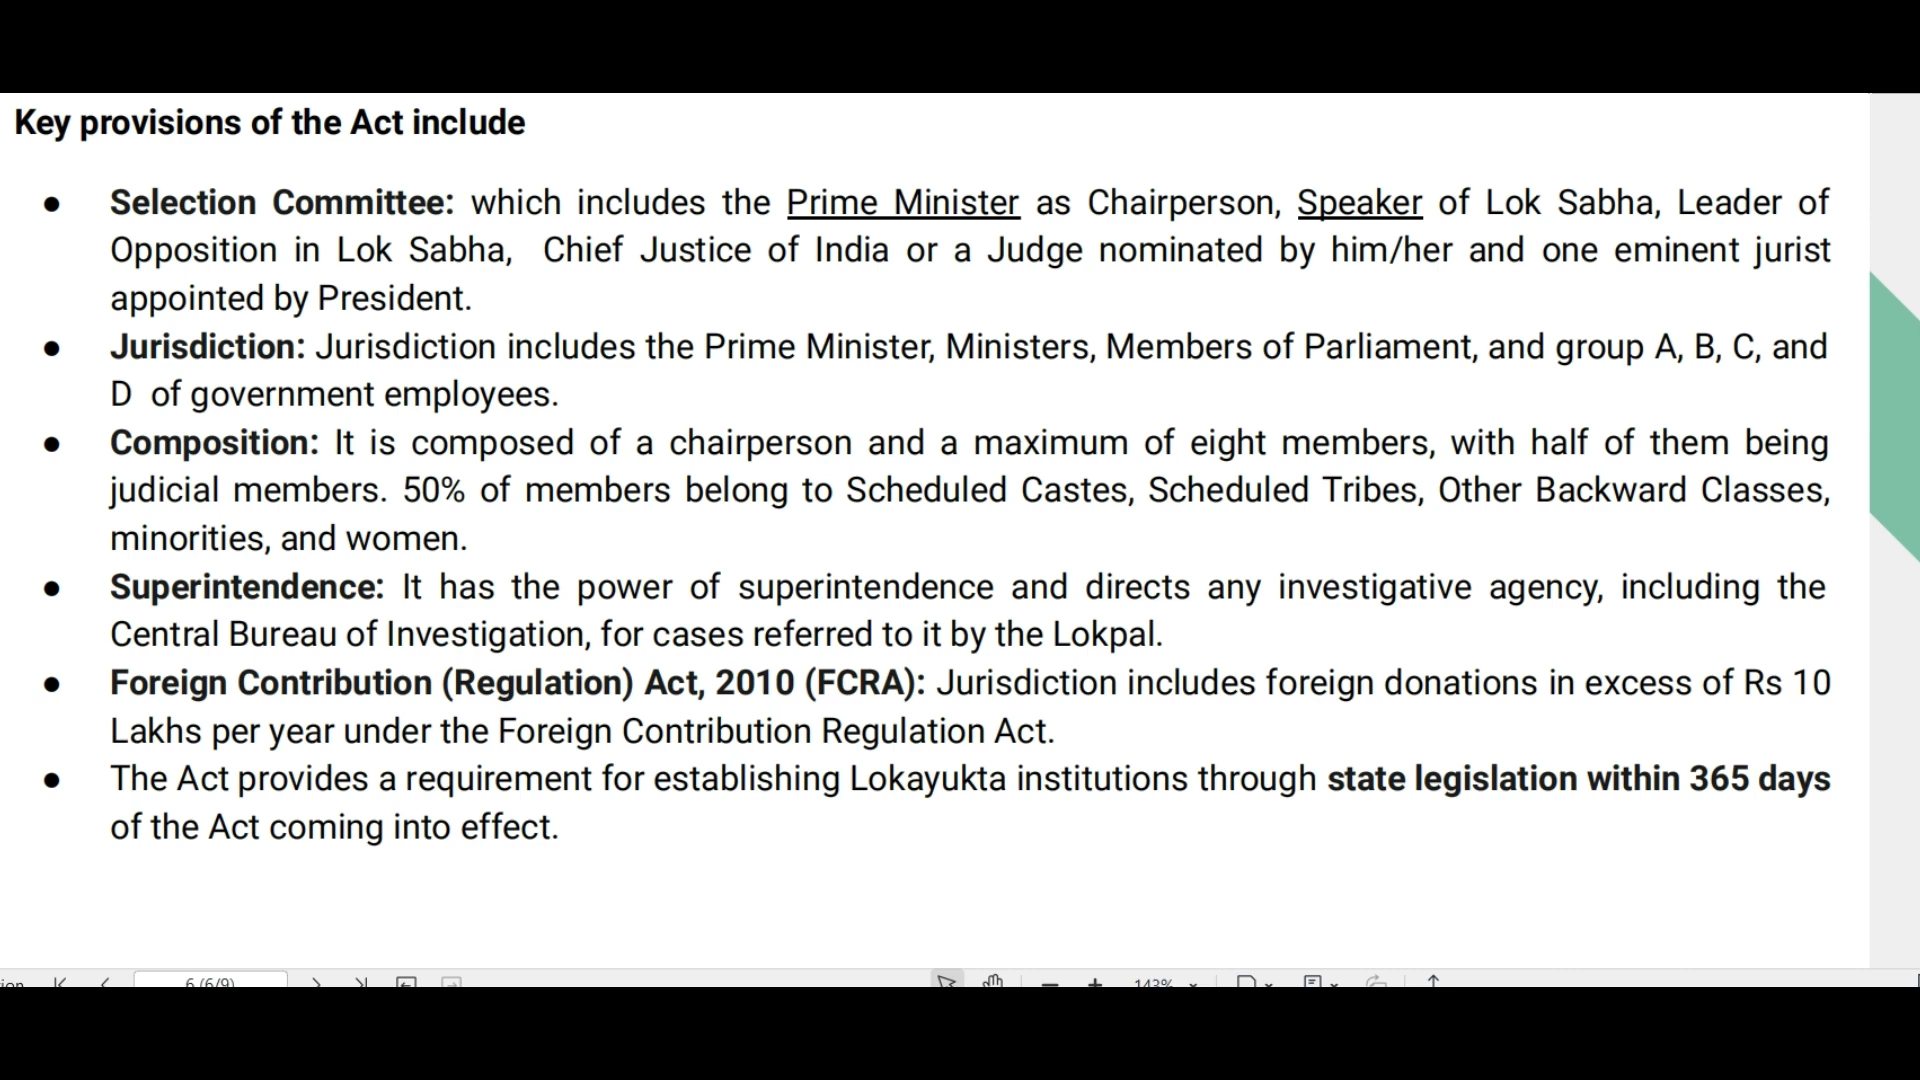 Key provisions of the Act include
● Selection Committee: which includes the Prime Minister as Chairperson, Speaker of Lok Sabha, Leader of
Opposition in Lok Sabha, Chief Justice of India or a Judge nominated by him/her and one eminent jurist
appointed by President.
● Jurisdiction: Jurisdiction includes the Prime Minister, Ministers, Members of Parliament, and group A, B, C, and
D of government employees.
● Composition: It is composed of a chairperson and a maximum of eight members, with half of them being
judicial members. 50% of members belong to Scheduled Castes, Scheduled Tribes, Other Backward Classes,
minorities, and women.
● Superintendence: It has the power of superintendence and directs any investigative agency, including the
Central Bureau of Investigation, for cases referred to it by the Lokpal.
● Foreign Contribution (Regulation) Act, 2010 (FCRA): Jurisdiction includes foreign donations in excess of Rs 10
Lakhs per year under the Foreign Contribution Regulation Act.
● The Act provides a requirement for establishing Lokayukta institutions through state legislation within 365 days
of the Act coming into effect.
6 (6/9) 143%